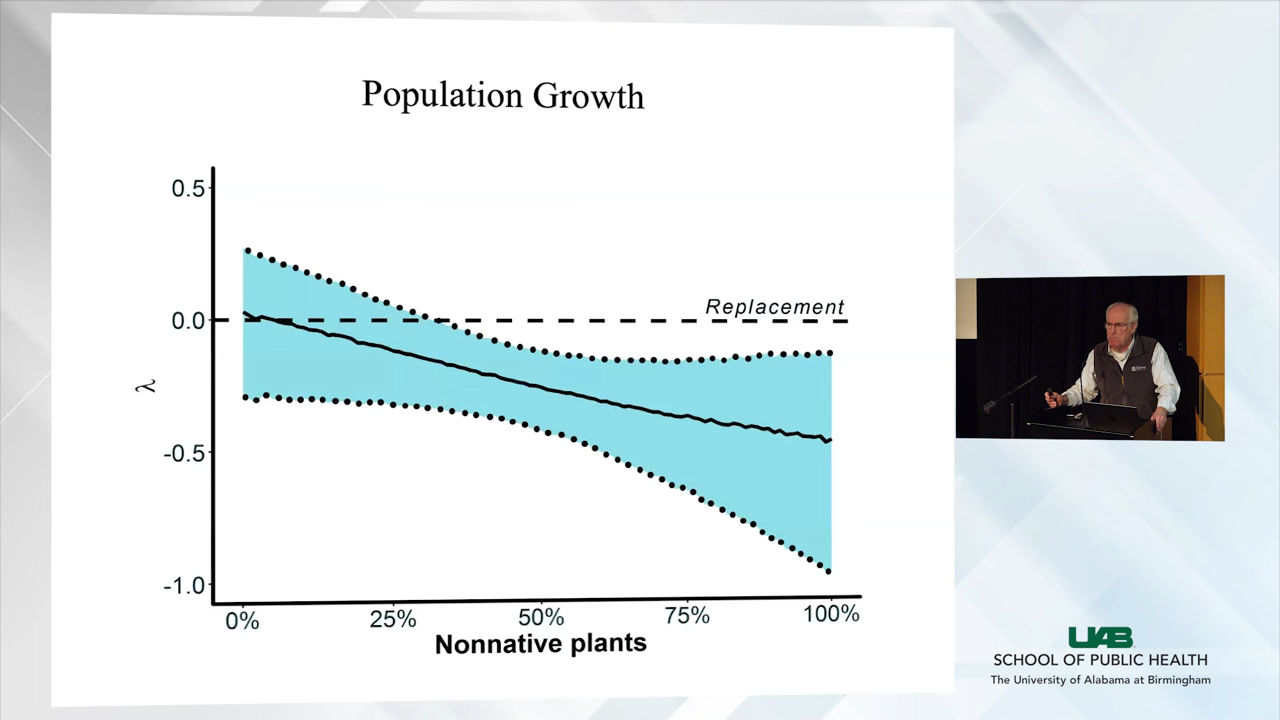 Population Growth
0.5
Replacement
0.0
λ
-0.5
-1.0
0% 25% 50% 75% 100%
Nonnative plants
UAB
SCHOOL OF PUBLIC HEALTH
The University of Alabama at Birmingham